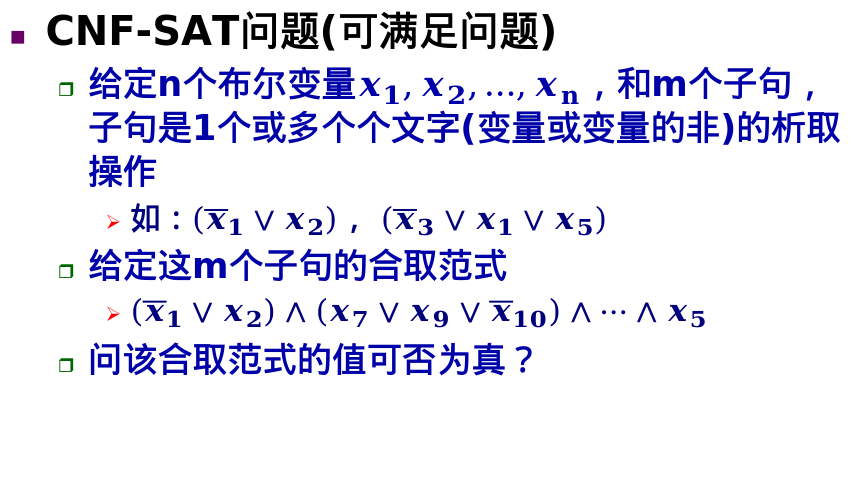 CNF-SAT问题(可满足问题)
给定n个布尔变量𝒙₁, 𝒙₂, …, 𝒙ₙ，和m个子句，
子句是1个或多个个文字(变量或变量的非)的析取
操作
如：(x̅₁ ∨ x₂)， (x̅₃ ∨ x₁ ∨ x₅)
给定这m个子句的合取范式
(x̅₁ ∨ x₂) ∧ (x₇ ∨ x₉ ∨ x̅₁₀) ∧ ⋯ ∧ x₅
问该合取范式的值可否为真？